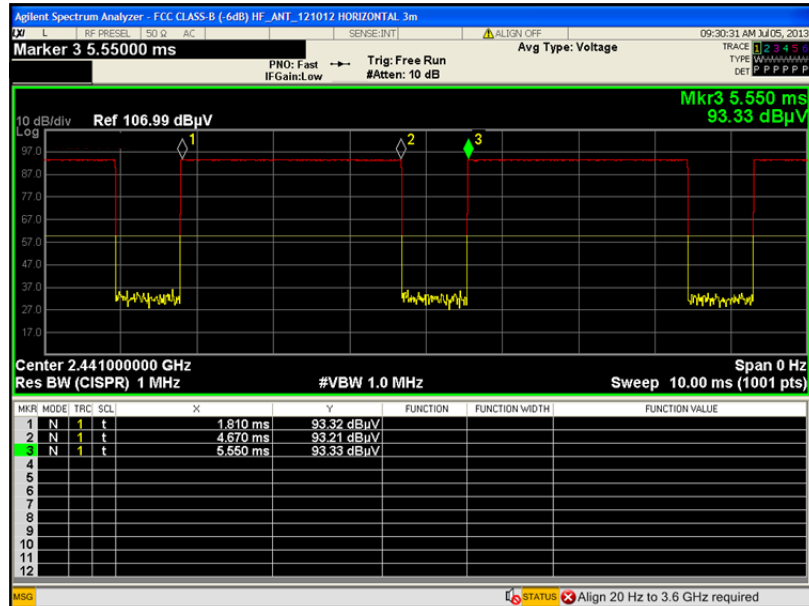 Agilent Spectrum Analyzer - FCC CLASS-B (-6dB) HF_ANT_121012 HORIZONTAL 3m
LXI L RF PRESEL 50 Ω AC SENSE:INT ALIGN OFF 09:30:31 AM Jul 05, 2013
Marker 3 5.55000 ms
PNO: Fast
IFGain:Low
Trig: Free Run
#Atten: 10 dB
Avg Type: Voltage
TRACE 1 2 3 4 5 6
TYPE W
DET P P P P P P
Mkr3 5.550 ms
93.33 dBµV
10 dB/div Ref 106.99 dBµV
Log
1
2
3
97.0
87.0
77.0
67.0
57.0
47.0
37.0
27.0
17.0
Center 2.441000000 GHz Span 0 Hz
Res BW (CISPR) 1 MHz #VBW 1.0 MHz Sweep 10.00 ms (1001 pts)
MKR MODE TRC SCL X Y FUNCTION FUNCTION WIDTH FUNCTION VALUE
1 N 1 t 1.810 ms 93.32 dBµV
2 N 1 t 4.670 ms 93.21 dBµV
3 N 1 t 5.550 ms 93.33 dBµV
4
5
6
7
8
9
10
11
12
MSG STATUS Align 20 Hz to 3.6 GHz required